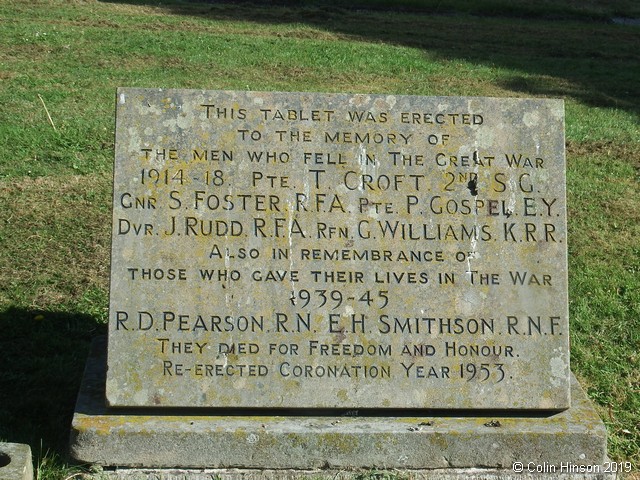 THIS TABLET WAS ERECTED
TO THE MEMORY OF
THE MEN WHO FELL IN THE GREAT WAR
1914-18. PTE. T. CROFT. 2ND S.G.
GNR. S. FOSTER. R.F.A. PTE. P. GOSPEL. E.Y.
DVR. J. RUDD. R.F.A. RFN. G. WILLIAMS. K.R.R.
ALSO IN REMEMBRANCE OF
THOSE WHO GAVE THEIR LIVES IN THE WAR
1939-45
R.D. PEARSON. R.N. E.H. SMITHSON. R.N.F.
THEY DIED FOR FREEDOM AND HONOUR.
RE-ERECTED CORONATION YEAR 1953.
©Colin Hinson 2019